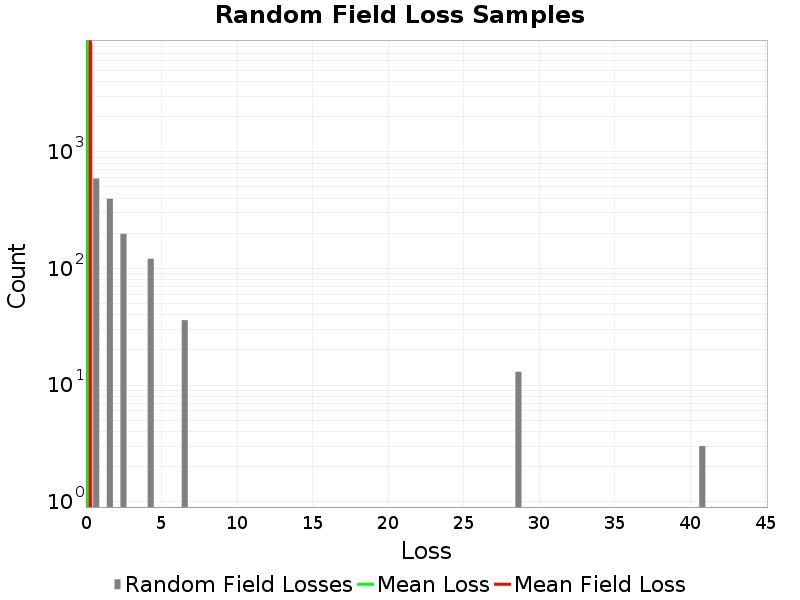 Random Field Loss Samples
Count
10^3
10^2
10^1
10^0
0 5 10 15 20 25 30 35 40 45
Loss
Random Field Losses Mean Loss Mean Field Loss